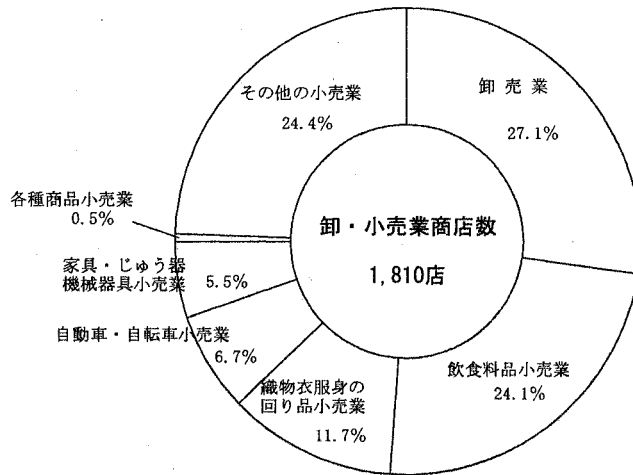 卸 売 業
27.1%
飲食料品小売業
24.1%
織物衣服身の
回り品小売業
11.7%
自動車・自転車小売業
6.7%
家具・じゅう器
機械器具小売業
5.5%
各種商品小売業
0.5%
その他の小売業
24.4%
卸・小売業商店数
1,810店